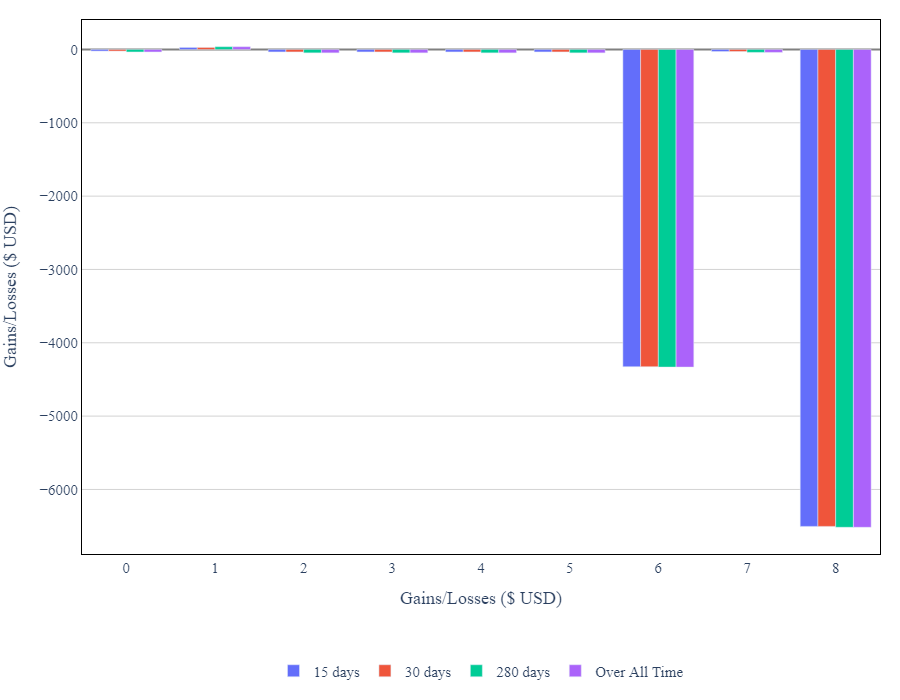 0
−1000
−2000
−3000
−4000
−5000
−6000
Gains/Losses ($ USD)
0 1 2 3 4 5 6 7 8
Gains/Losses ($ USD)
15 days 30 days 280 days Over All Time